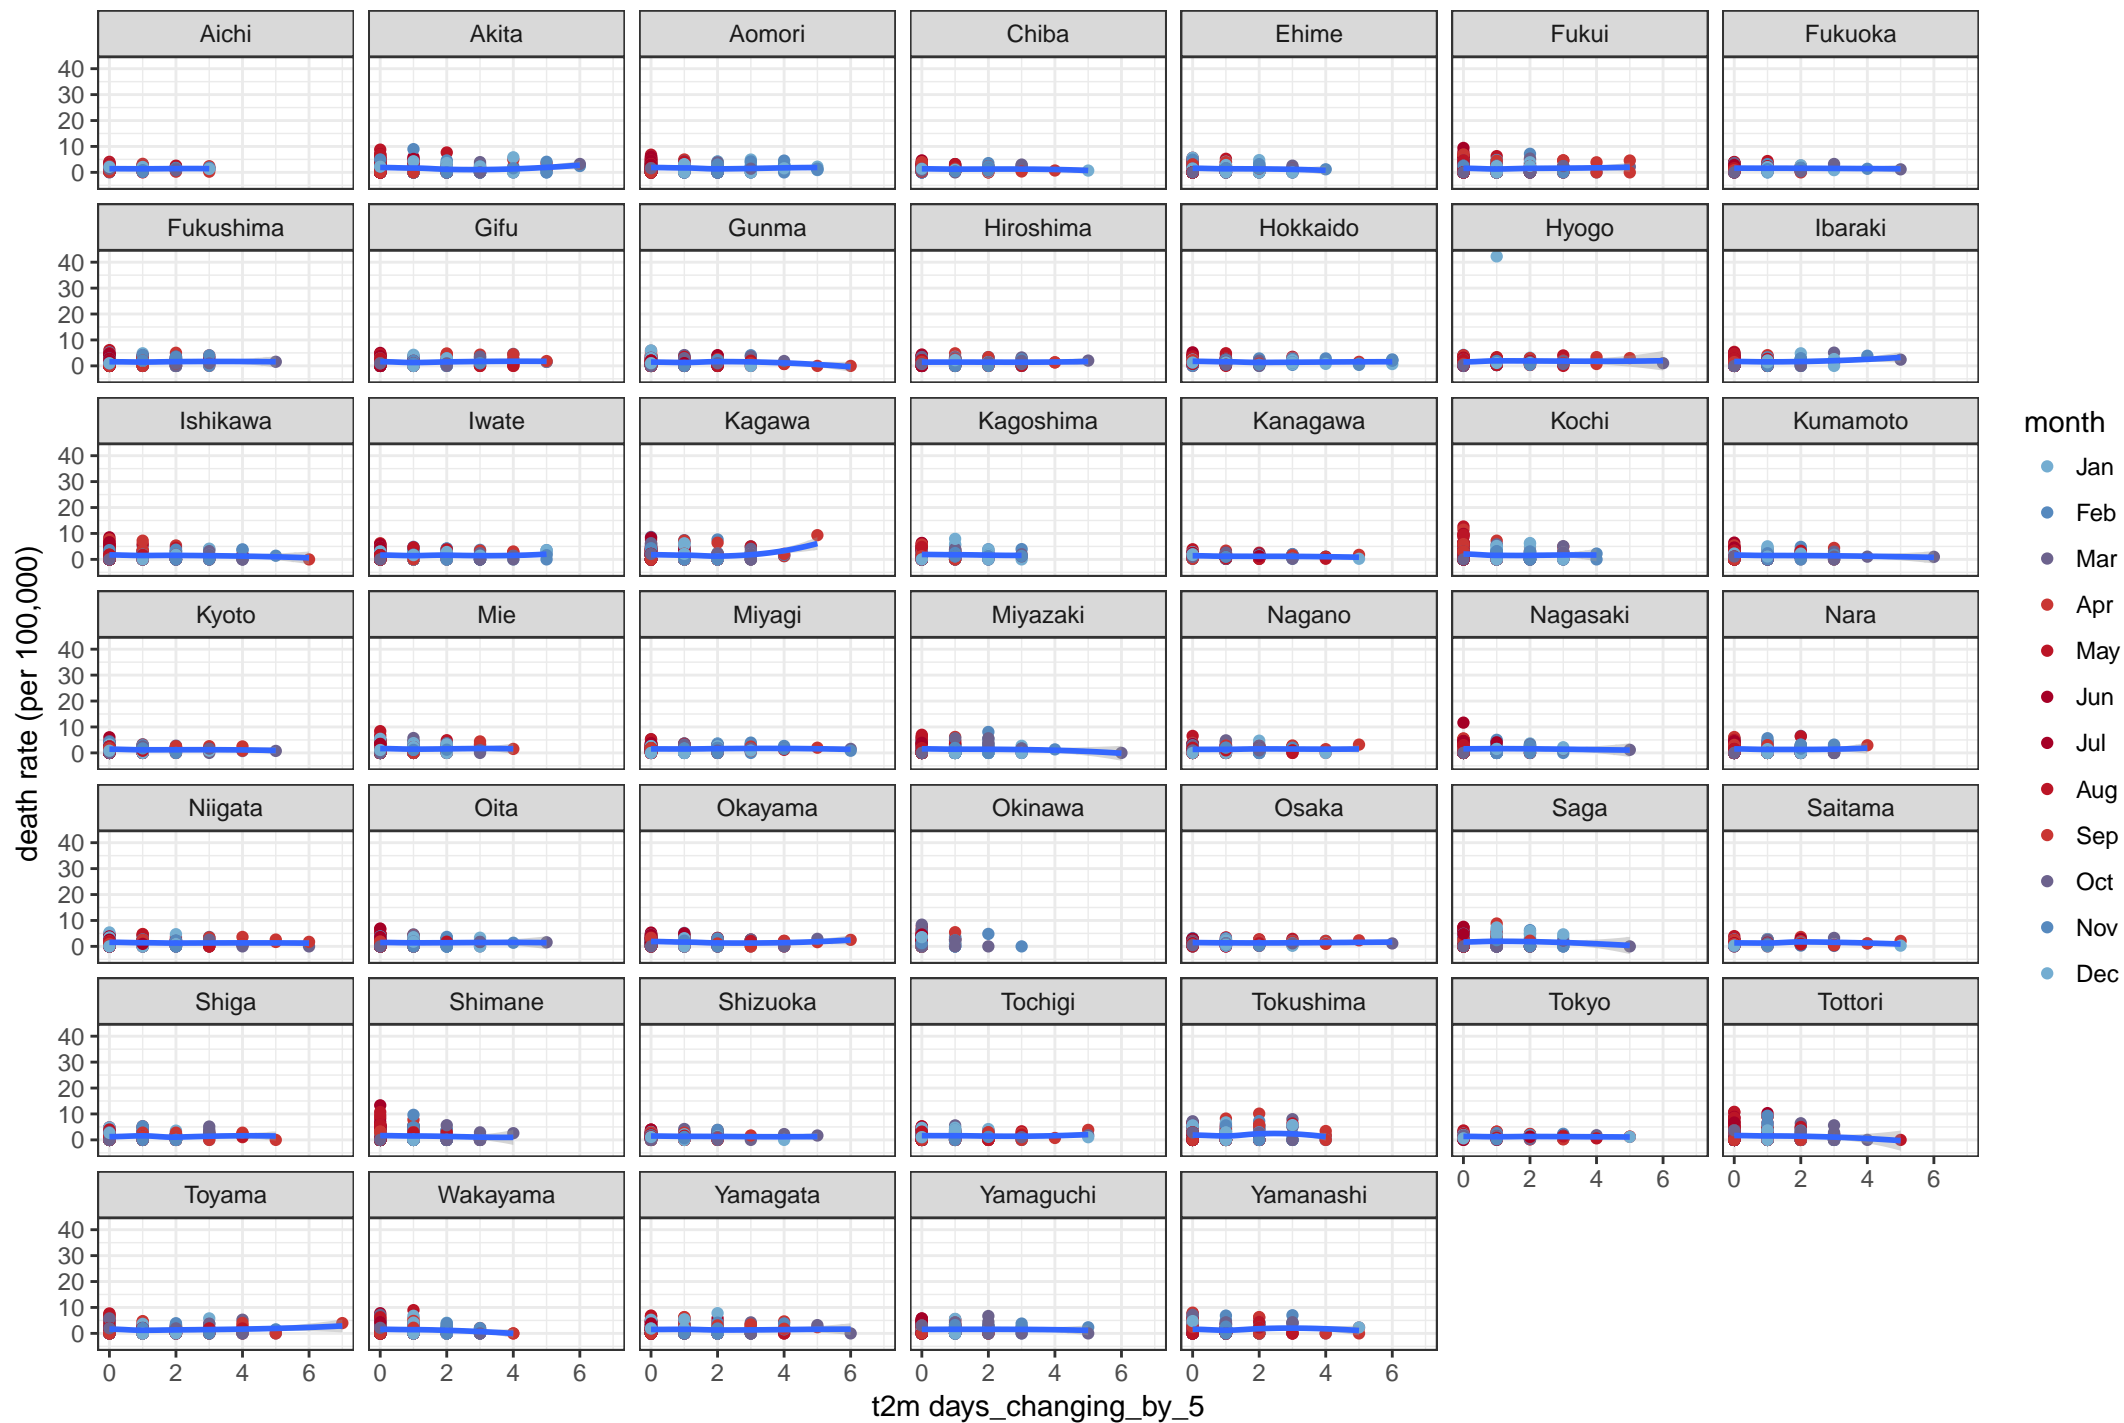 Aichi Akita Aomori Chiba Ehime Fukui Fukuoka
40
30
20
10
0
Fukushima Gifu Gunma Hiroshima Hokkaido Hyogo Ibaraki
40
30
20
10
0
Ishikawa Iwate Kagawa Kagoshima Kanagawa Kochi Kumamoto
40
30
20
10
0
Kyoto Mie Miyagi Miyazaki Nagano Nagasaki Nara
40
30
20
10
0
Niigata Oita Okayama Okinawa Osaka Saga Saitama
40
30
20
10
0
Shiga Shimane Shizuoka Tochigi Tokushima Tokyo Tottori
40
30
20
10
0
0 2 4 6 0 2 4 6
Toyama Wakayama Yamagata Yamaguchi Yamanashi
40
30
20
10
0
0 2 4 6 0 2 4 6 0 2 4 6 0 2 4 6 0 2 4 6
t2m days_changing_by_5
death rate (per 100,000)
month
Jan
Feb
Mar
Apr
May
Jun
Jul
Aug
Sep
Oct
Nov
Dec